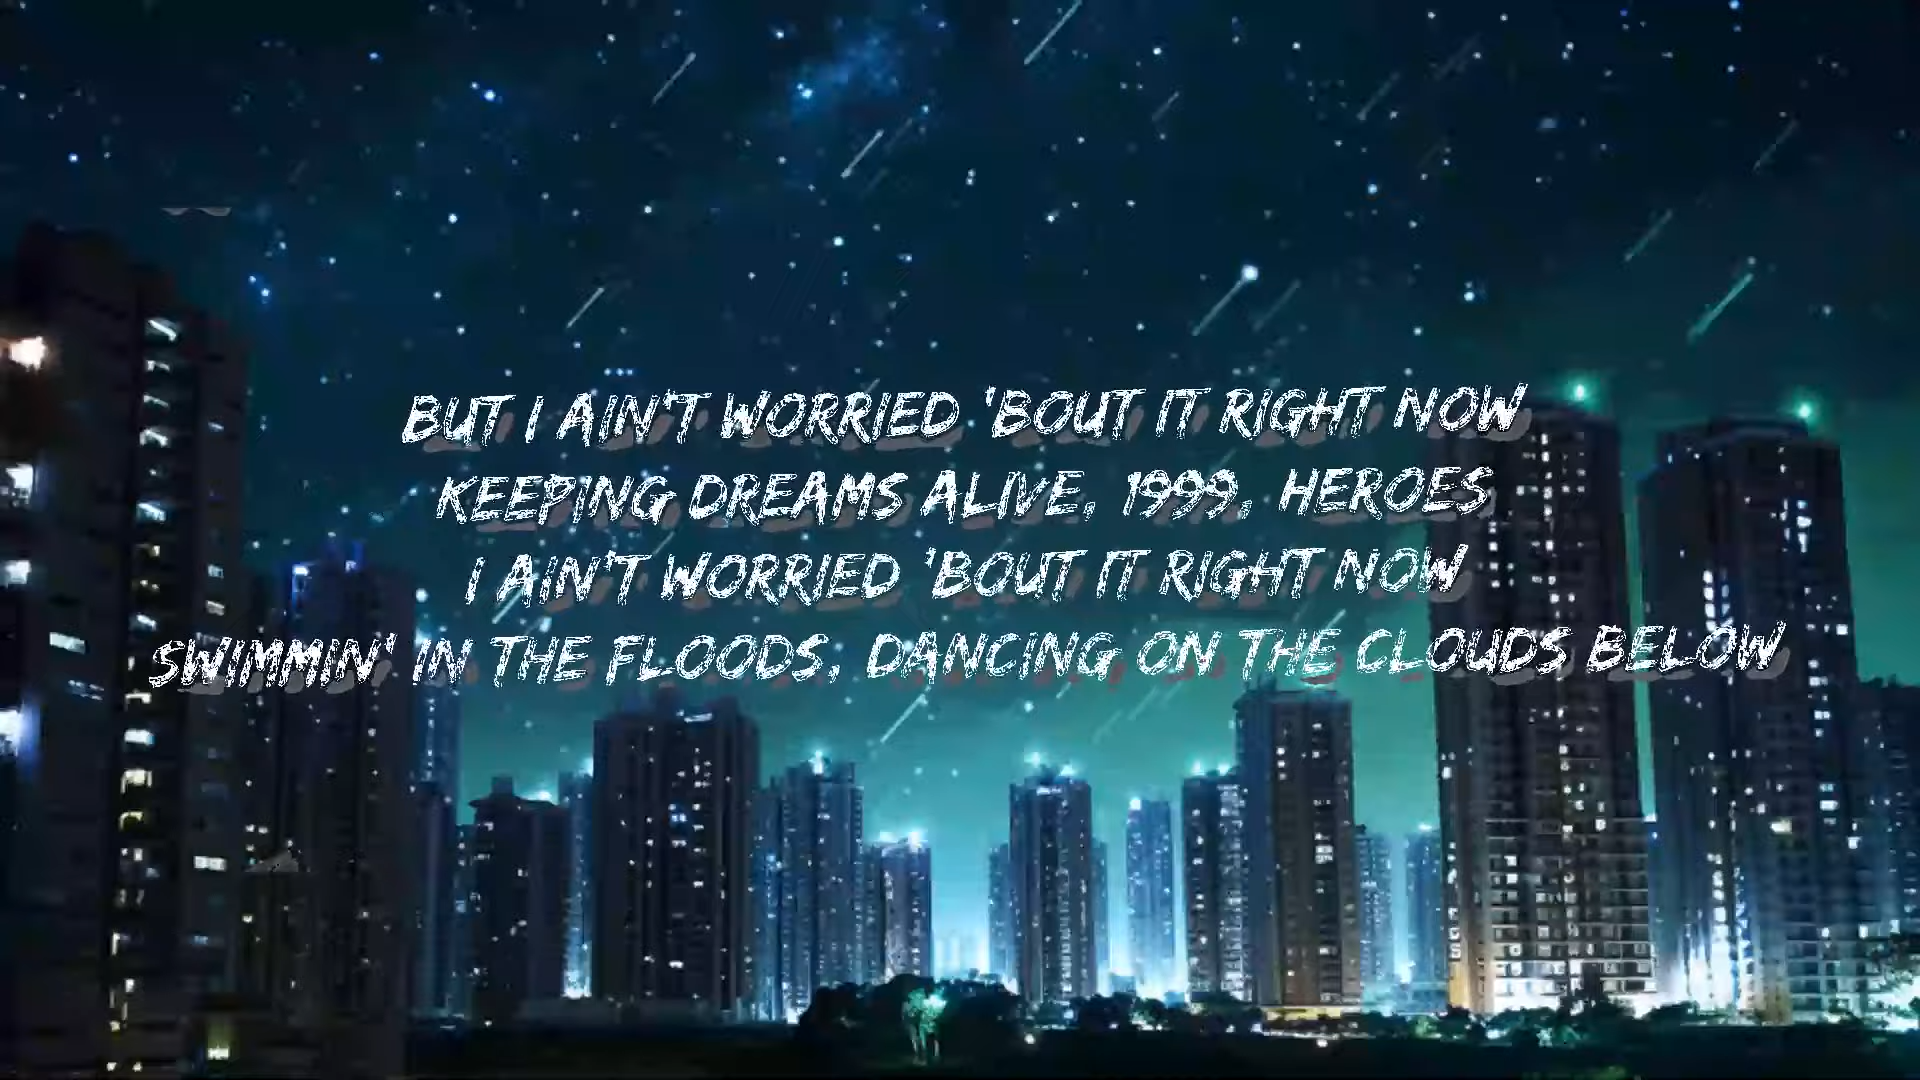 BUT I AIN'T WORRIED 'BOUT IT RIGHT NOW
KEEPING DREAMS ALIVE, 1999, HEROES
I AIN'T WORRIED 'BOUT IT RIGHT NOW
SWIMMIN' IN THE FLOODS, DANCING ON THE CLOUDS BELOW